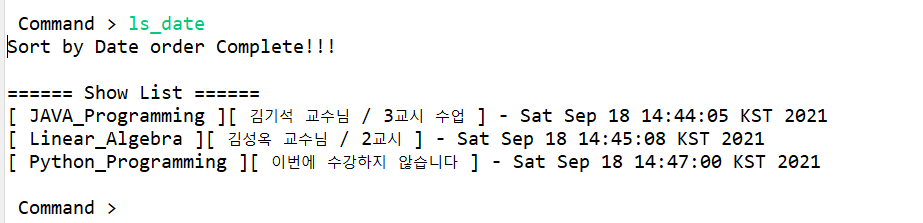 Command > ls_date
Sort by Date order Complete!!!
====== Show List ======
[ JAVA_Programming ][ 김기석 교수님 / 3교시 수업 ] - Sat Sep 18 14:44:05 KST 2021
[ Linear_Algebra ][ 김성옥 교수님 / 2교시 ] - Sat Sep 18 14:45:08 KST 2021
[ Python_Programming ][ 이번에 수강하지 않습니다 ] - Sat Sep 18 14:47:00 KST 2021
Command >